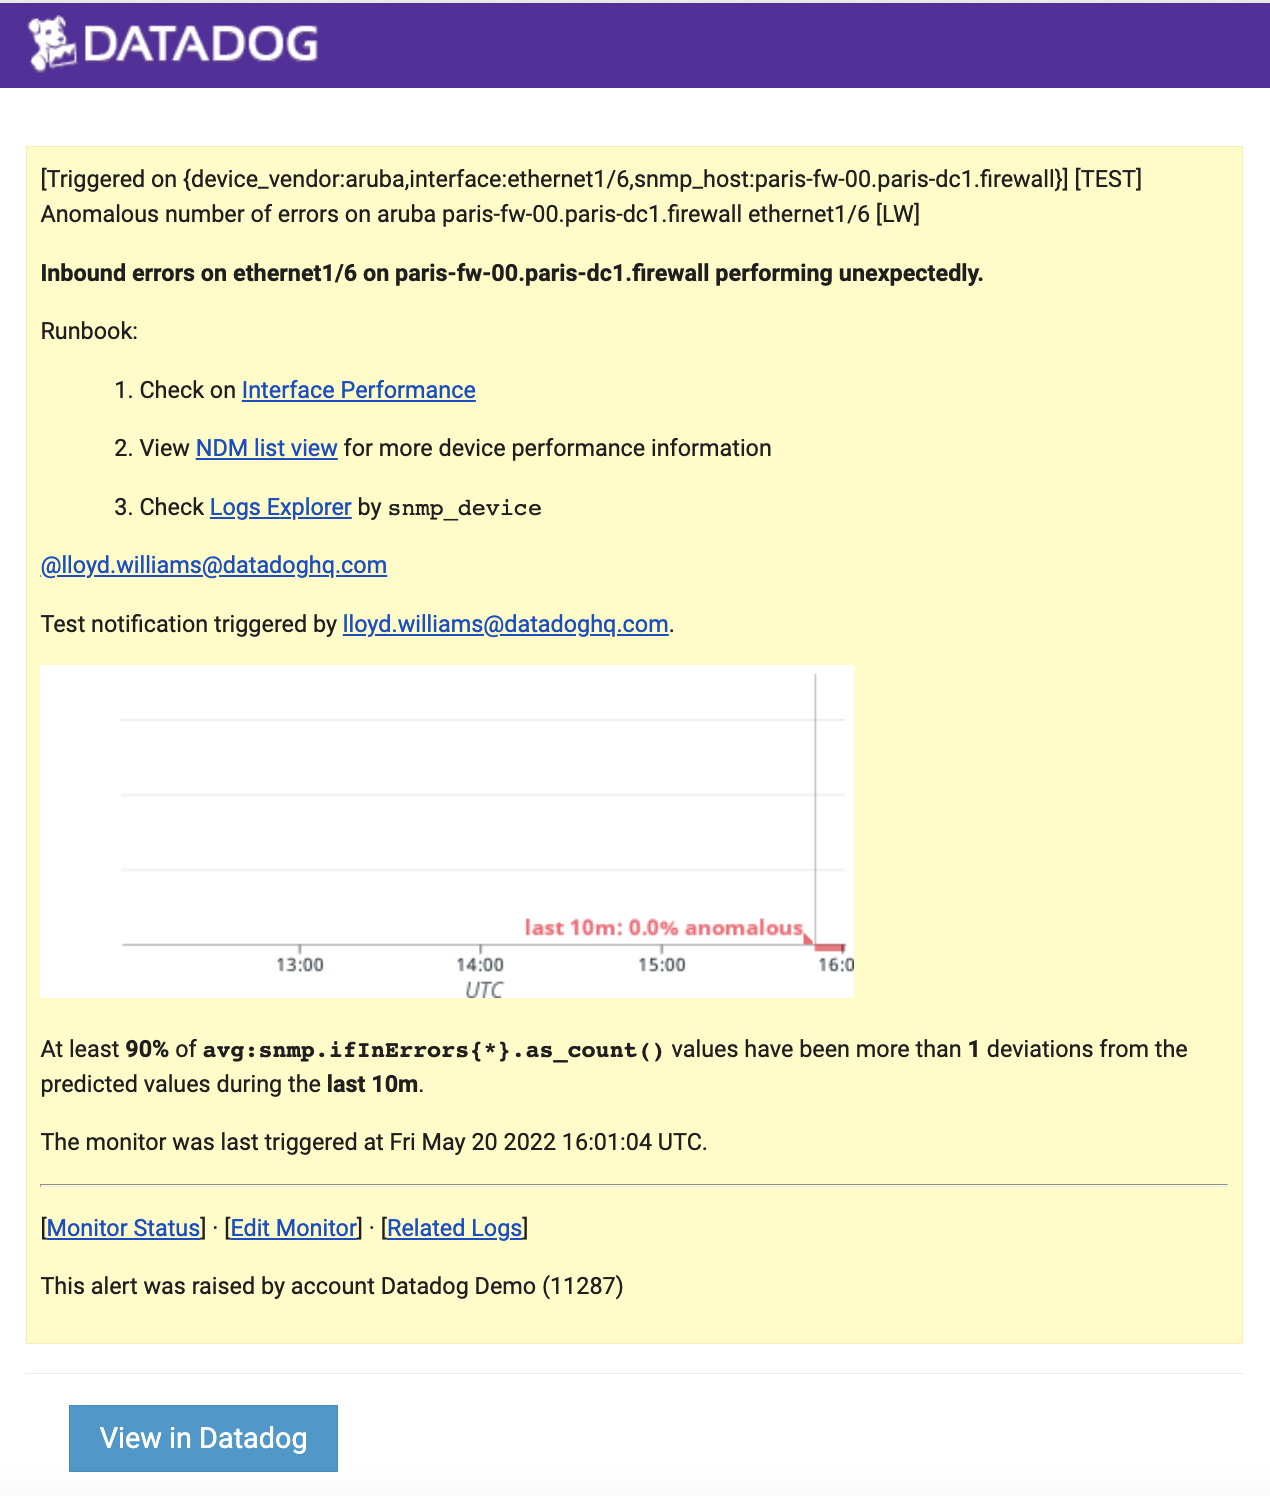 DATADOG
[Triggered on {device_vendor:aruba,interface:ethernet1/6,snmp_host:paris-fw-00.paris-dc1.firewall}] [TEST]
Anomalous number of errors on aruba paris-fw-00.paris-dc1.firewall ethernet1/6 [LW]
Inbound errors on ethernet1/6 on paris-fw-00.paris-dc1.firewall performing unexpectedly.
Runbook:
1. Check on Interface Performance
2. View NDM list view for more device performance information
3. Check Logs Explorer by snmp_device
@lloyd.williams@datadoghq.com
Test notification triggered by lloyd.williams@datadoghq.com.
last 10m: 0.0% anomalous
13:00 14:00 15:00 16:0
UTC
At least 90% of avg:snmp.ifInErrors{*}.as_count() values have been more than 1 deviations from the
predicted values during the last 10m.
The monitor was last triggered at Fri May 20 2022 16:01:04 UTC.
[Monitor Status] · [Edit Monitor] · [Related Logs]
This alert was raised by account Datadog Demo (11287)
View in Datadog